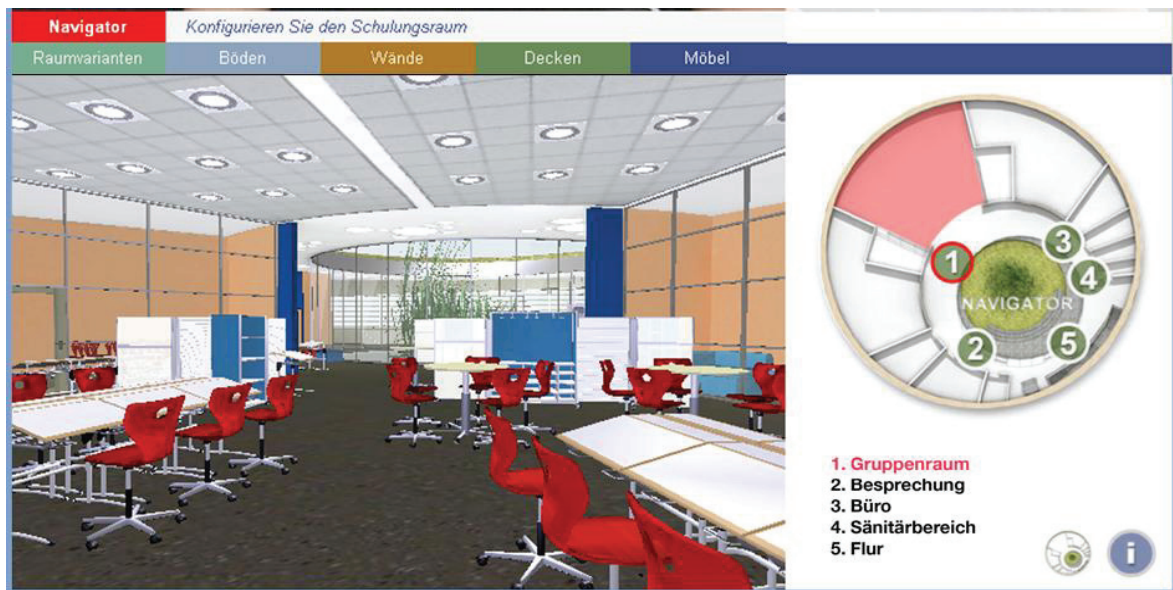 Navigator Konfigurieren Sie den Schulungsraum
Raumvarianten Böden Wände Decken Möbel
1
2
3
4
5
NAVIGATOR
1. Gruppenraum
2. Besprechung
3. Büro
4. Sänitärbereich
5. Flur
i